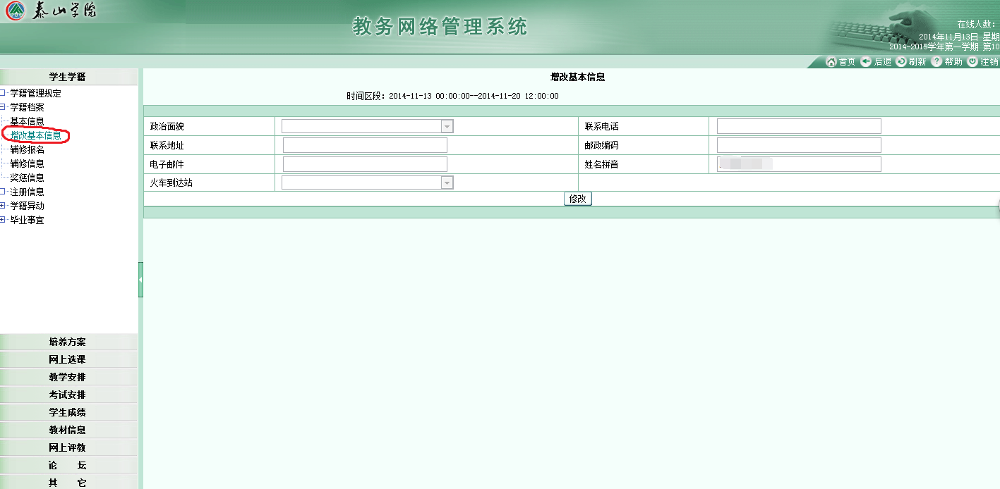 泰山学院
教务网络管理系统
在线人数：
2014年11月13日 星期
2014-2015学年第一学期 第10
首页 后退 刷新 帮助 注销
学生学籍
学籍管理规定
学籍档案
基本信息
增改基本信息
辅修报名
辅修信息
奖惩信息
注册信息
学籍异动
毕业事宜
培养方案
网上选课
教学安排
考试安排
学生成绩
教材信息
网上评教
论 坛
其 它
增改基本信息
时间区段：2014-11-13 00:00:00--2014-11-20 12:00:00
政治面貌 联系电话
联系地址 邮政编码
电子邮件 姓名拼音
火车到达站
修改